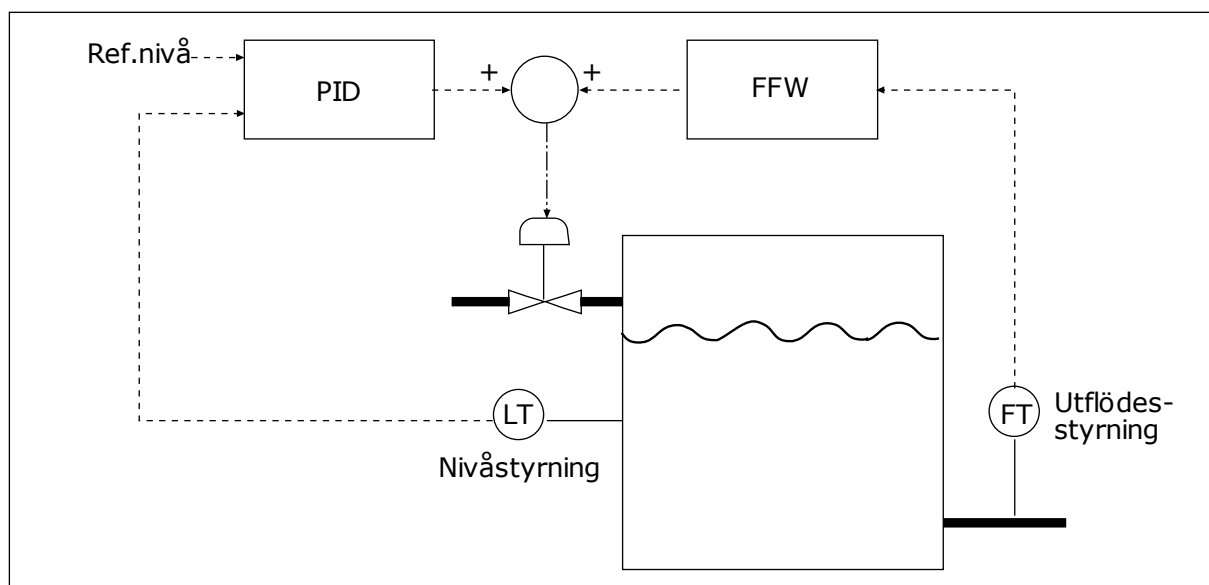 Ref.nivå
PID
+
+
FFW
LT
Nivåstyrning
FT
Utflödes-
styrning